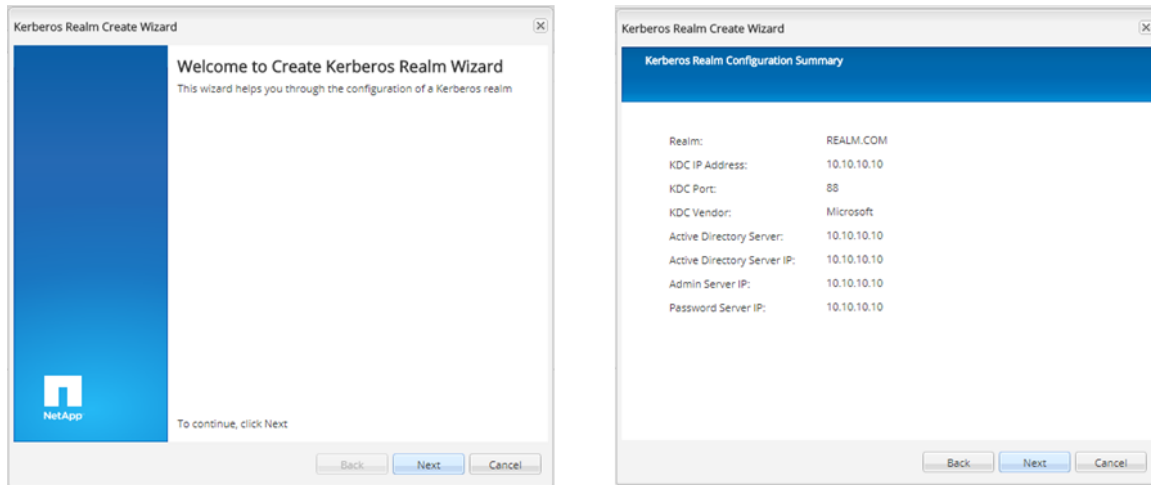 Kerberos Realm Create Wizard
Welcome to Create Kerberos Realm Wizard
This wizard helps you through the configuration of a Kerberos realm
NetApp
To continue, click Next
Back Next Cancel
Kerberos Realm Create Wizard
Kerberos Realm Configuration Summary
Realm: REALM.COM
KDC IP Address: 10.10.10.10
KDC Port: 88
KDC Vendor: Microsoft
Active Directory Server: 10.10.10.10
Active Directory Server IP: 10.10.10.10
Admin Server IP: 10.10.10.10
Password Server IP: 10.10.10.10
Back Next Cancel